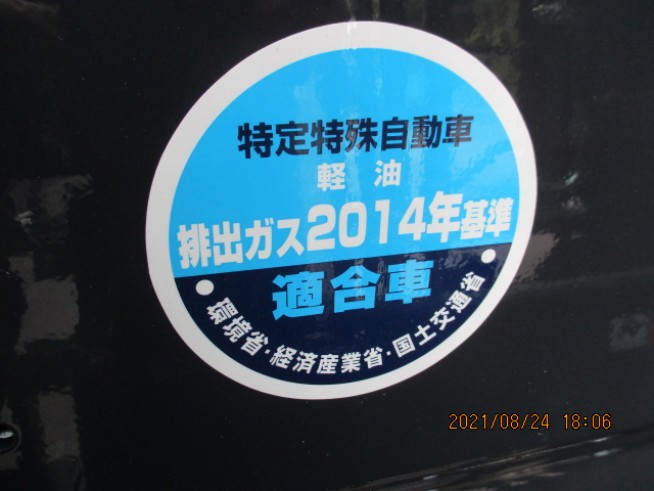 特定特殊自動車
軽油
排出ガス2014年基準
適合車
●環境省・経済産業省・国土交通省●
2021/08/24 18:06